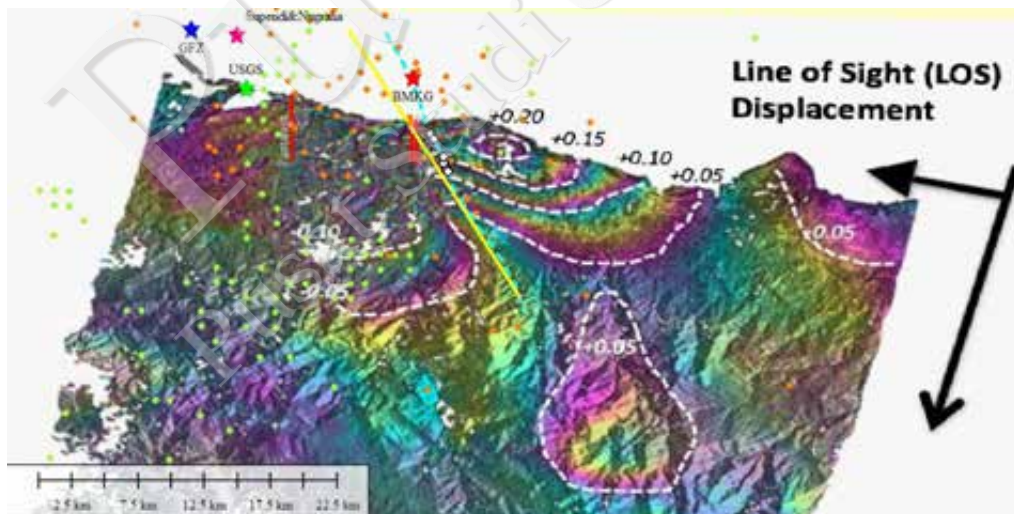 Supendi&Nugraha
GFZ
USGS
BMKG
Line of Sight (LOS)
Displacement
+0.20
+0.15
+0.10
+0.05
-0.05
-0.10
-0.05
+0.05
2.5 km 7.5 km 12.5 km 17.5 km 22.5 km